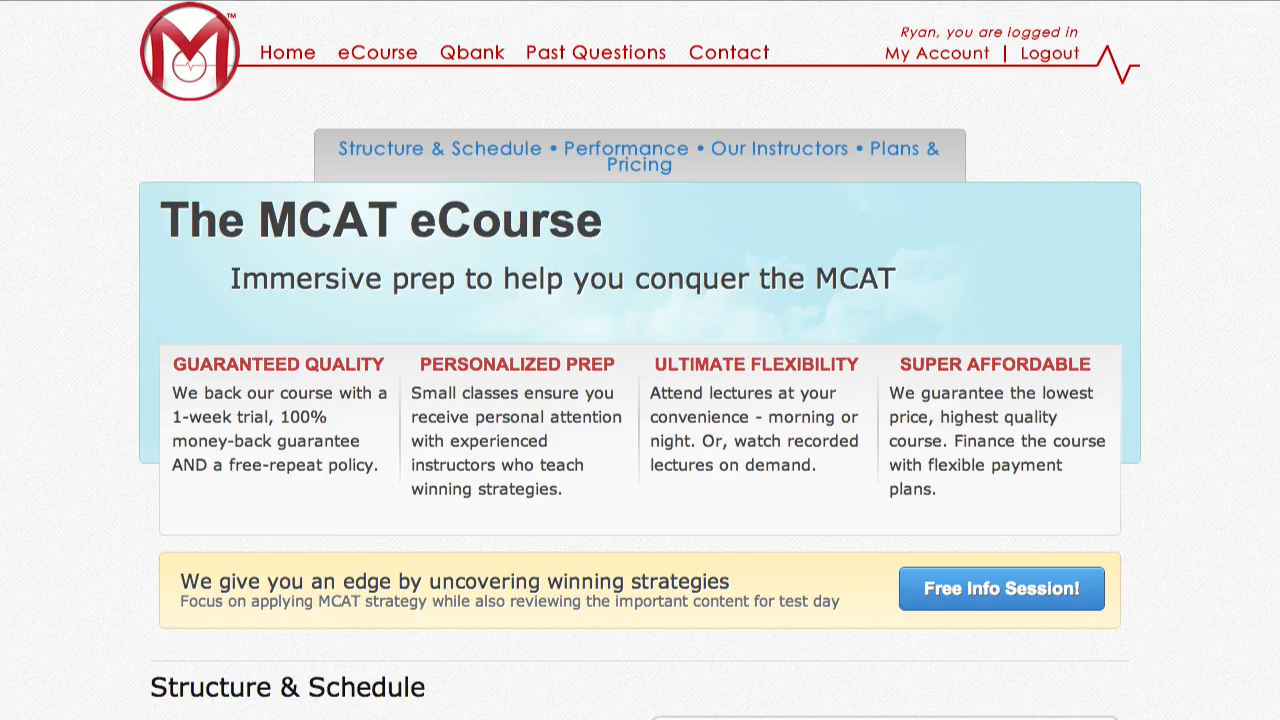 M™
Home eCourse Qbank Past Questions Contact
Ryan, you are logged in
My Account | Logout
Structure & Schedule • Performance • Our Instructors • Plans &
Pricing
The MCAT eCourse
Immersive prep to help you conquer the MCAT
GUARANTEED QUALITY
We back our course with a
1-week trial, 100%
money-back guarantee
AND a free-repeat policy.
PERSONALIZED PREP
Small classes ensure you
receive personal attention
with experienced
instructors who teach
winning strategies.
ULTIMATE FLEXIBILITY
Attend lectures at your
convenience - morning or
night. Or, watch recorded
lectures on demand.
SUPER AFFORDABLE
We guarantee the lowest
price, highest quality
course. Finance the course
with flexible payment
plans.
We give you an edge by uncovering winning strategies
Focus on applying MCAT strategy while also reviewing the important content for test day
Free Info Session!
Structure & Schedule